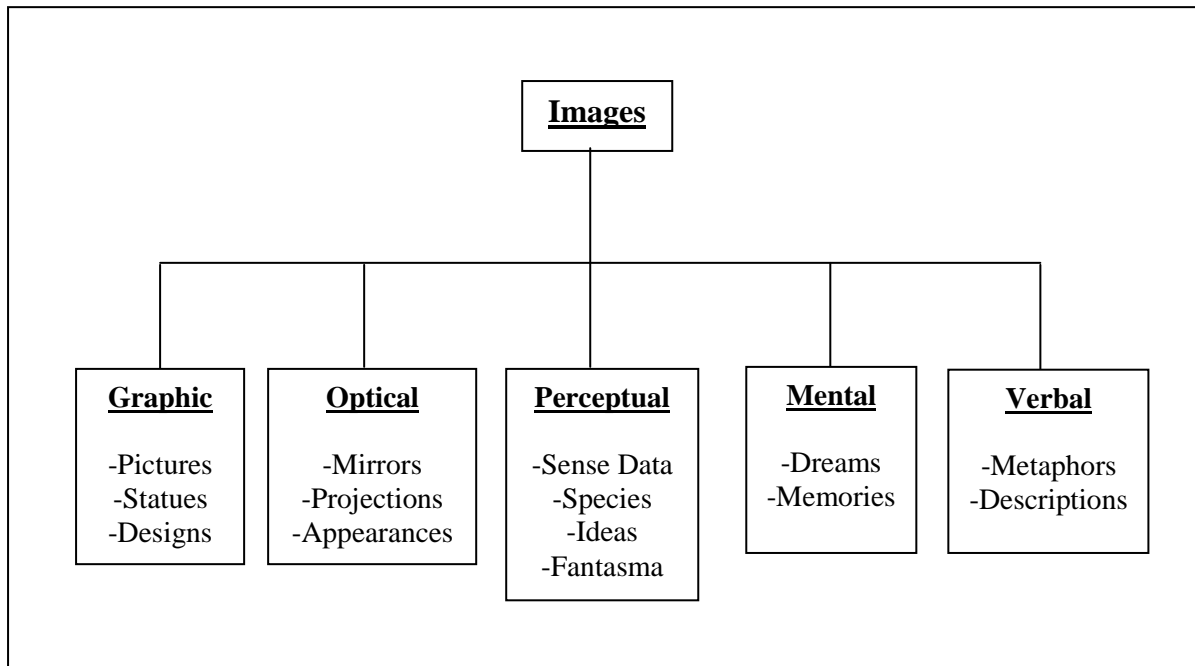 Images
Graphic
-Pictures
-Statues
-Designs
Optical
-Mirrors
-Projections
-Appearances
Perceptual
-Sense Data
-Species
-Ideas
-Fantasma
Mental
-Dreams
-Memories
Verbal
-Metaphors
-Descriptions